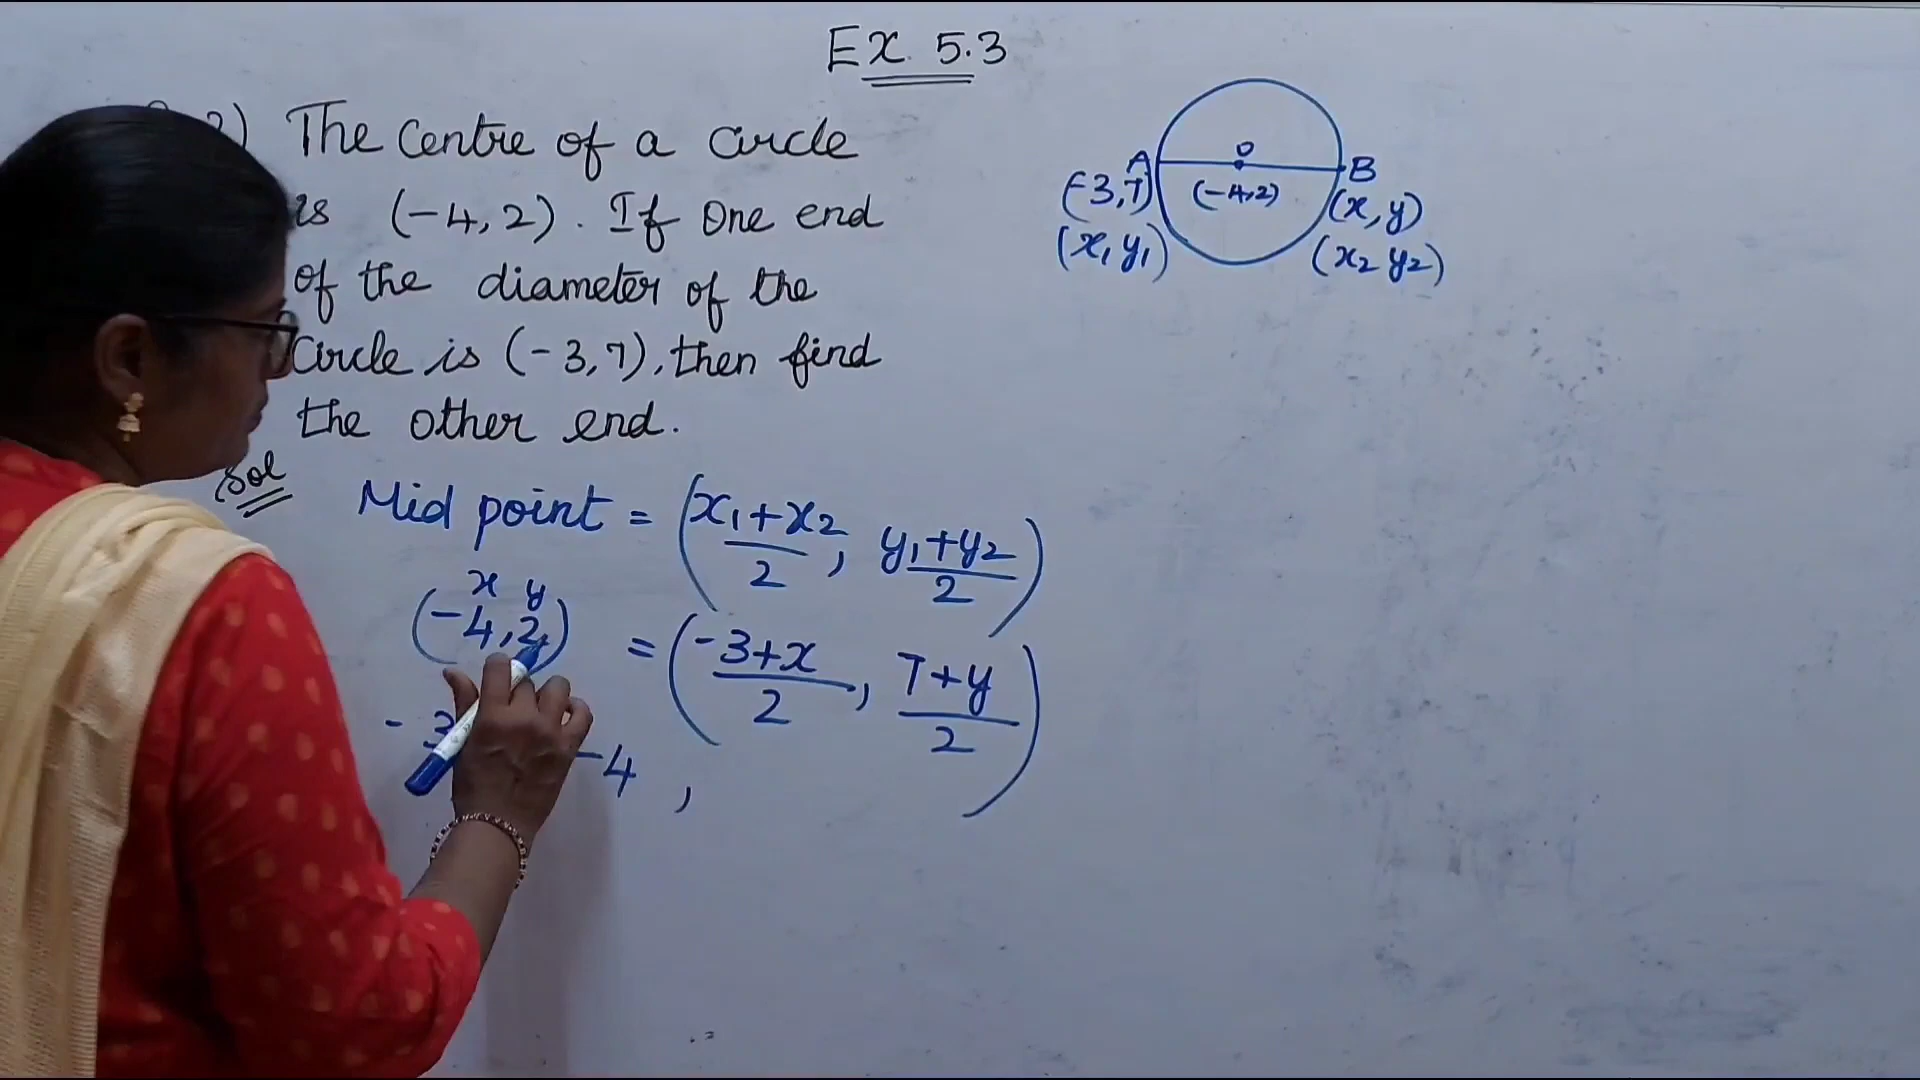 Ex 5.3
2) The Centre of a circle
is (-4, 2). If One end
of the diameter of the
Circle is (-3, 7), then find
the other end.
A O B
(-3, 7) (-4, 2) (x, y)
(x₁ y₁) (x₂ y₂)
Sol
Mid point = (x₁+x₂/2, y₁+y₂/2)
x y
(-4, 2) = (-3+x/2, 7+y/2)
-3 -4 ,